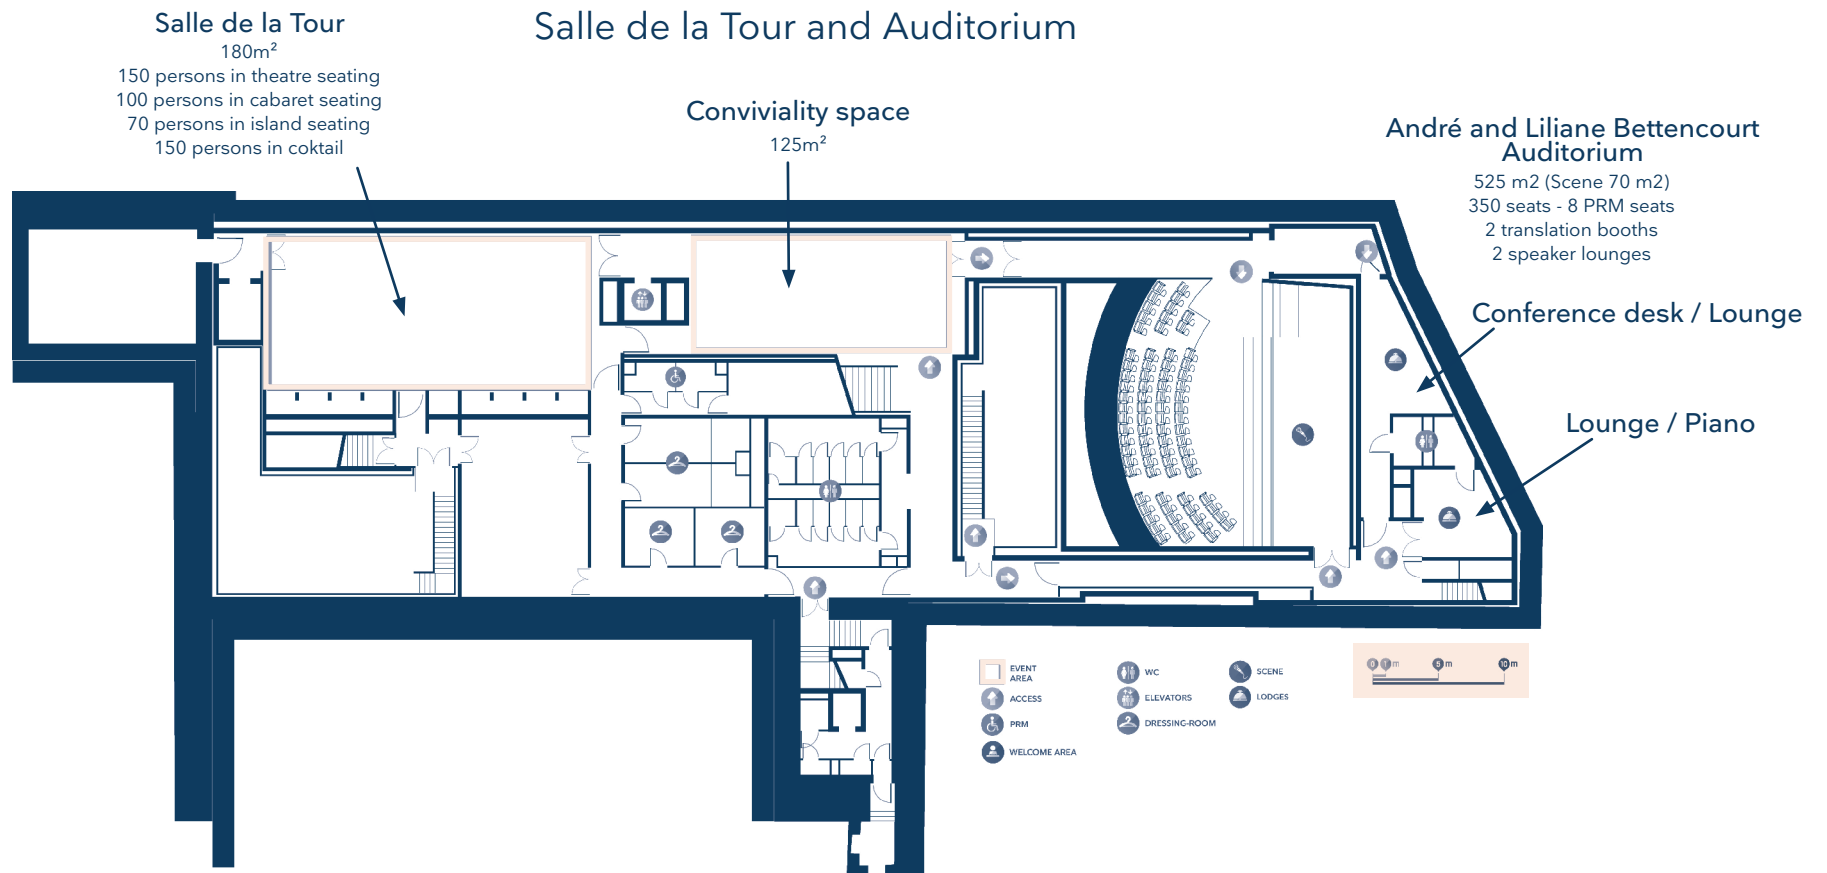 Salle de la Tour and Auditorium
Salle de la Tour
180m²
150 persons in theatre seating
100 persons in cabaret seating
70 persons in island seating
150 persons in coktail
Conviviality space
125m²
André and Liliane Bettencourt
Auditorium
525 m2 (Scene 70 m2)
350 seats - 8 PRM seats
2 translation booths
2 speaker lounges
Conference desk / Lounge
Lounge / Piano
EVENT
AREA
ACCESS
PRM
WELCOME AREA
WC
ELEVATORS
DRESSING-ROOM
SCENE
LODGES
0 1 m 5 m 10 m